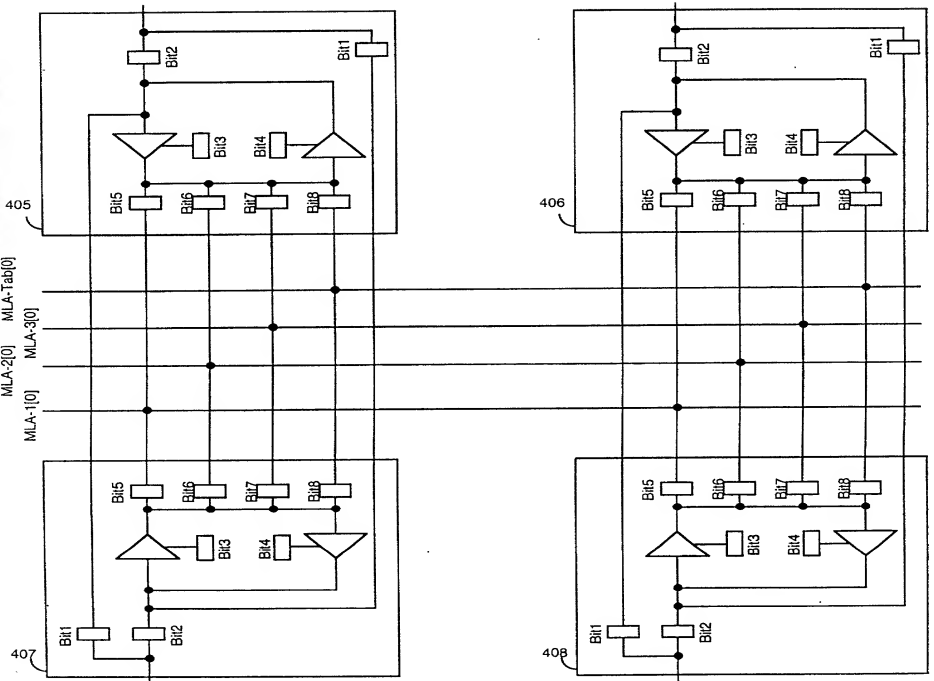 Bit2
Bit1
Bit3
Bit4
Bit5
Bit6
Bit7
Bit8
405
Bit2
Bit1
Bit3
Bit4
Bit5
Bit6
Bit7
Bit8
406
MLA-Tab[0]
MLA-3[0]
MLA-2[0]
MLA-1[0]
Bit5
Bit6
Bit7
Bit8
Bit3
Bit4
Bit1
Bit2
407
Bit5
Bit6
Bit7
Bit8
Bit3
Bit4
Bit1
Bit2
408